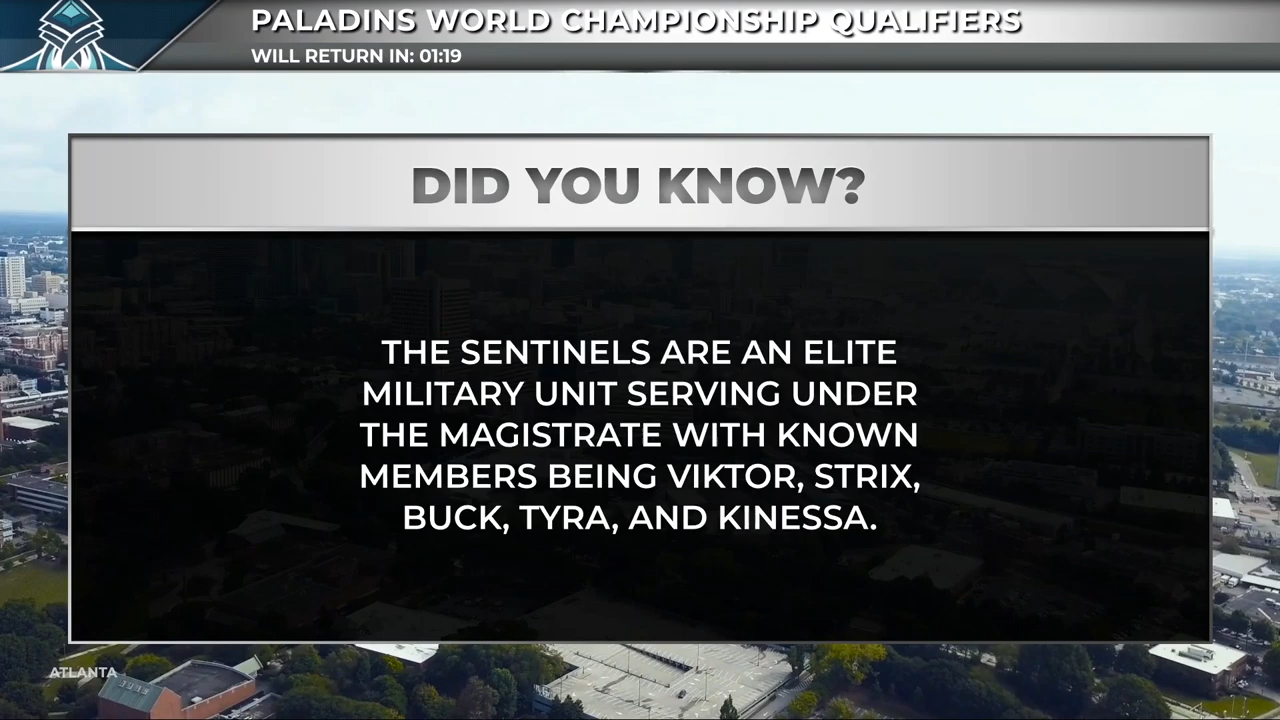 PALADINS WORLD CHAMPIONSHIP QUALIFIERS
WILL RETURN IN: 01:19
DID YOU KNOW?
THE SENTINELS ARE AN ELITE
MILITARY UNIT SERVING UNDER
THE MAGISTRATE WITH KNOWN
MEMBERS BEING VIKTOR, STRIX,
BUCK, TYRA, AND KINESSA.
ATLANTA